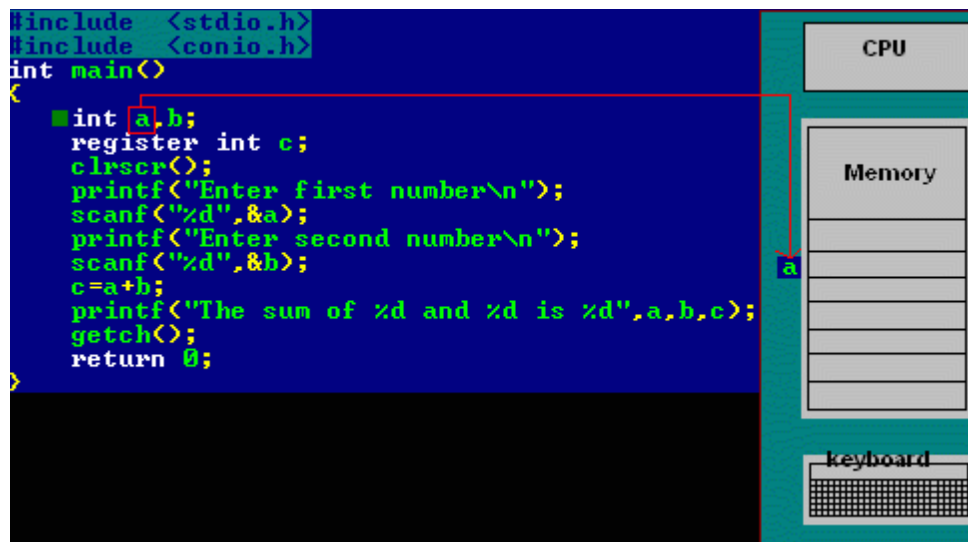 #include <stdio.h>
#include <conio.h>
int main()
{
int a,b;
register int c;
clrscr();
printf("Enter first number\n");
scanf("%d",&a);
printf("Enter second number\n");
scanf("%d",&b);
c=a+b;
printf("The sum of %d and %d is %d",a,b,c);
getch();
return 0;
}
CPU
Memory
a
keyboard